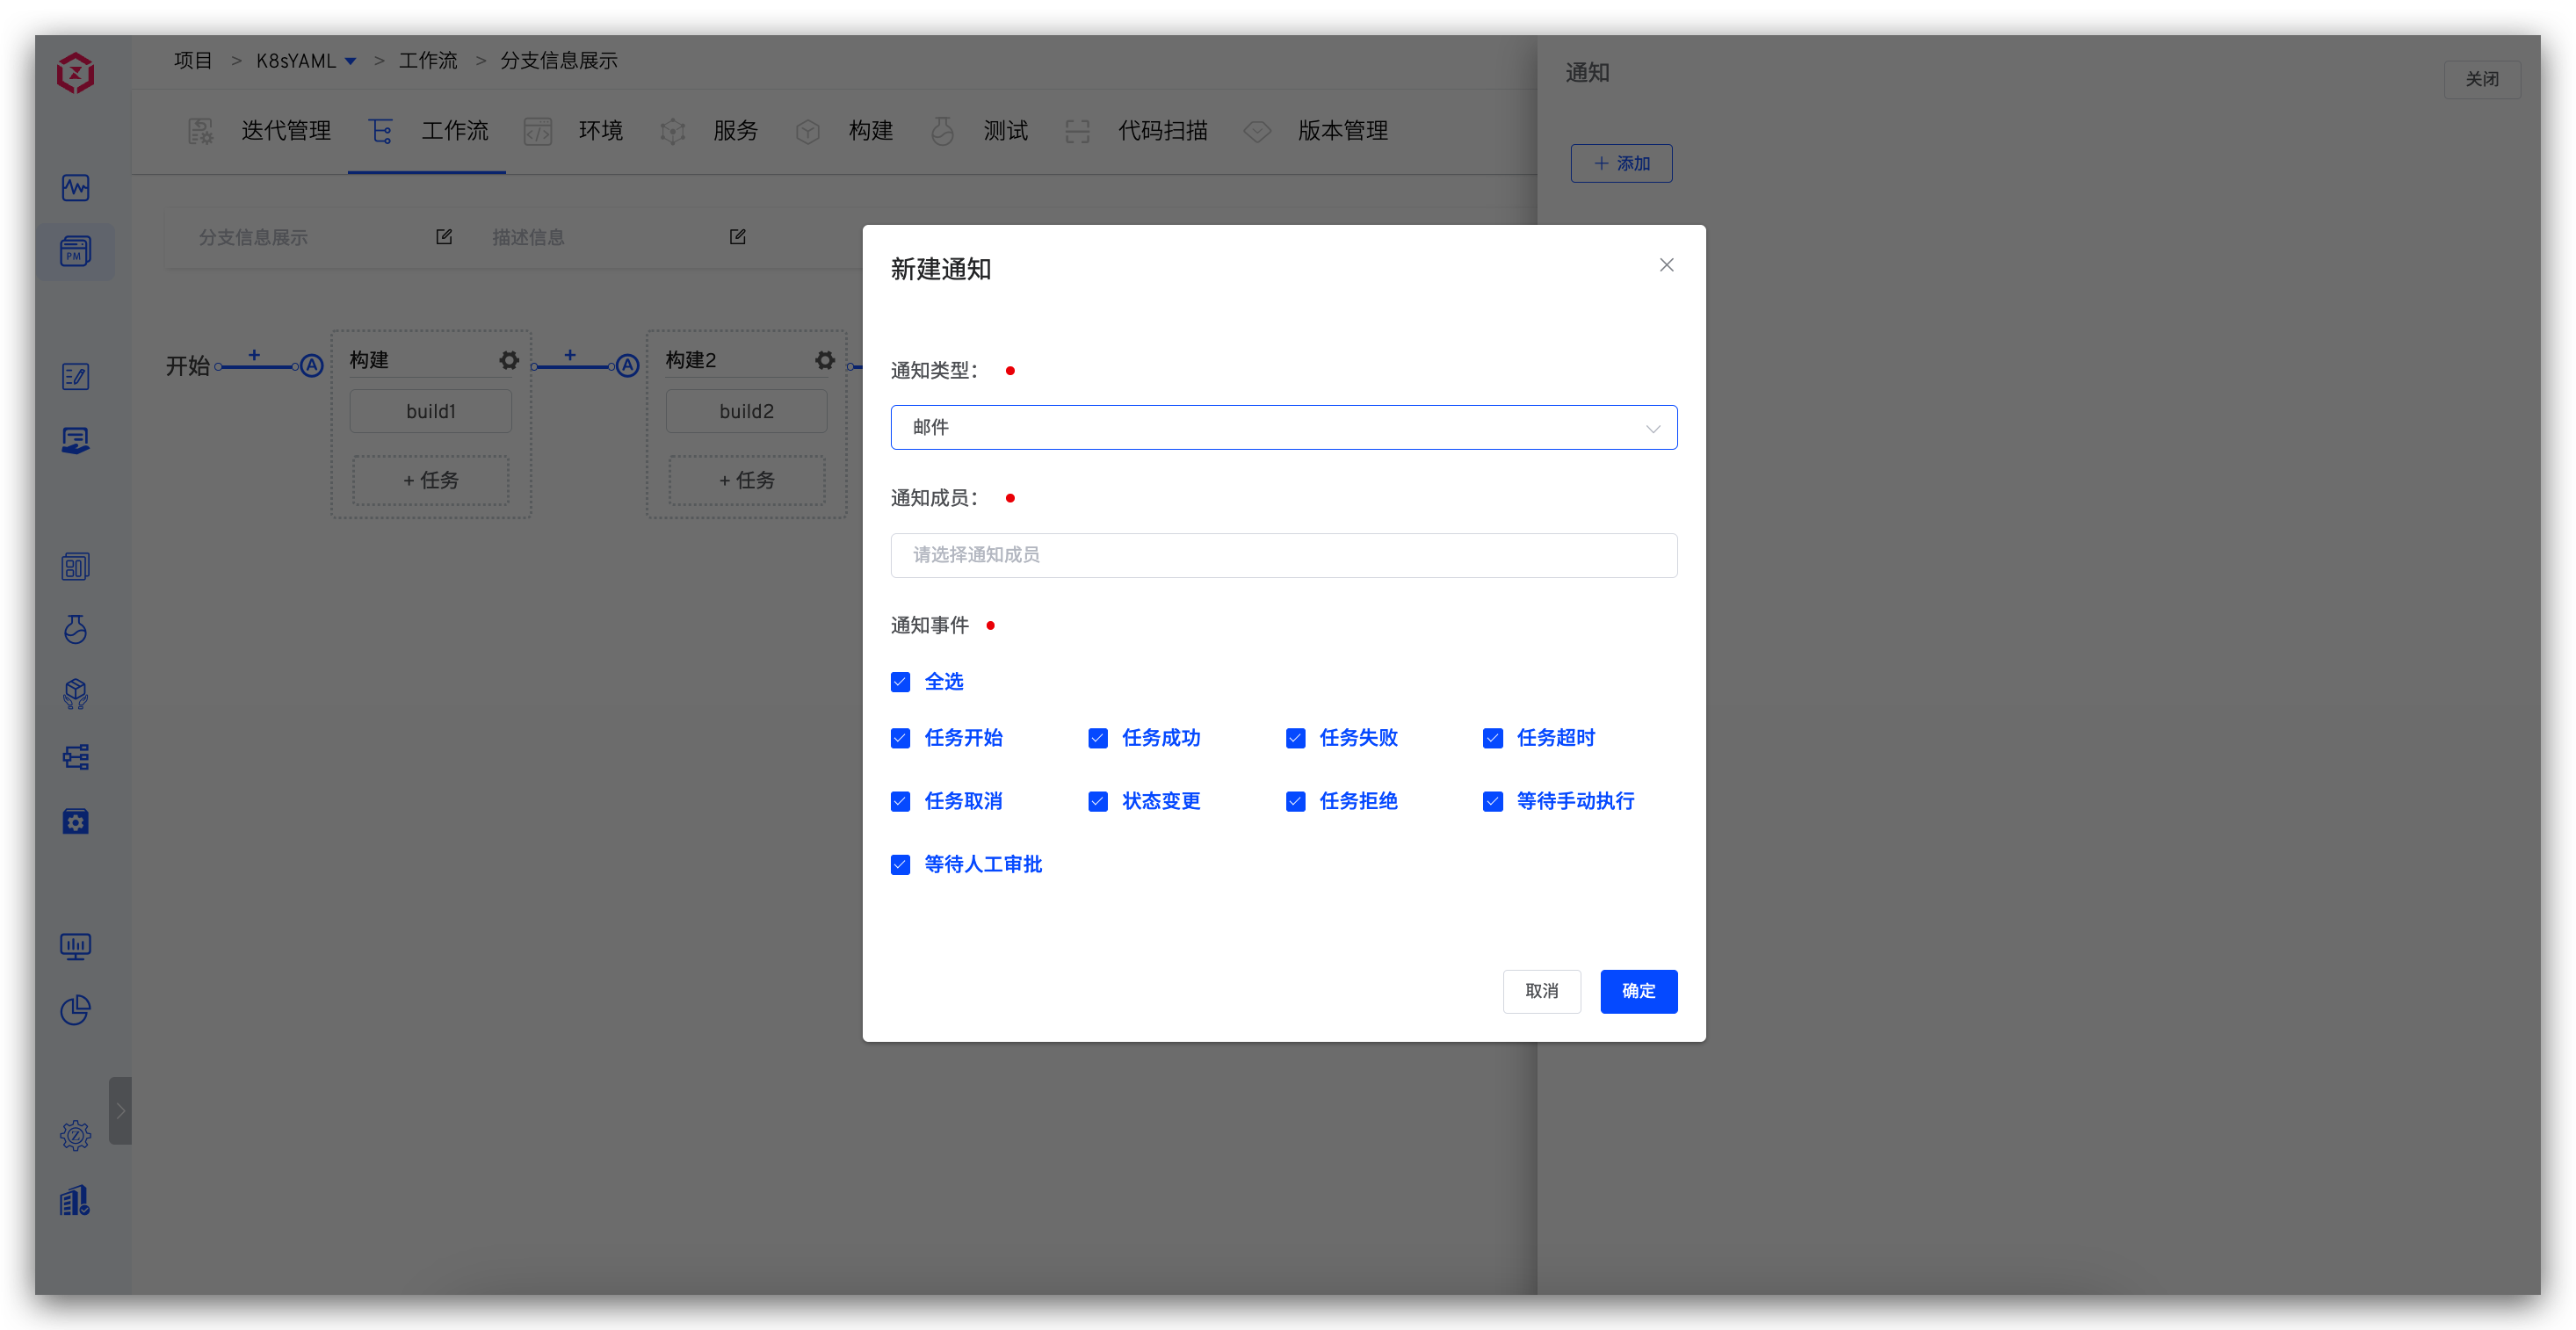 项目 > K8sYAML > 工作流 > 分支信息展示
通知
关闭
迭代管理 工作流 环境 服务 构建 测试 代码扫描 版本管理
+ 添加
PM
分支信息展示 描述信息
开始 + A 构建 + A 构建2
build1 build2
+ 任务 + 任务
新建通知
通知类型：
邮件
通知成员：
请选择通知成员
通知事件
全选
任务开始 任务成功 任务失败 任务超时
任务取消 状态变更 任务拒绝 等待手动执行
等待人工审批
取消 确定